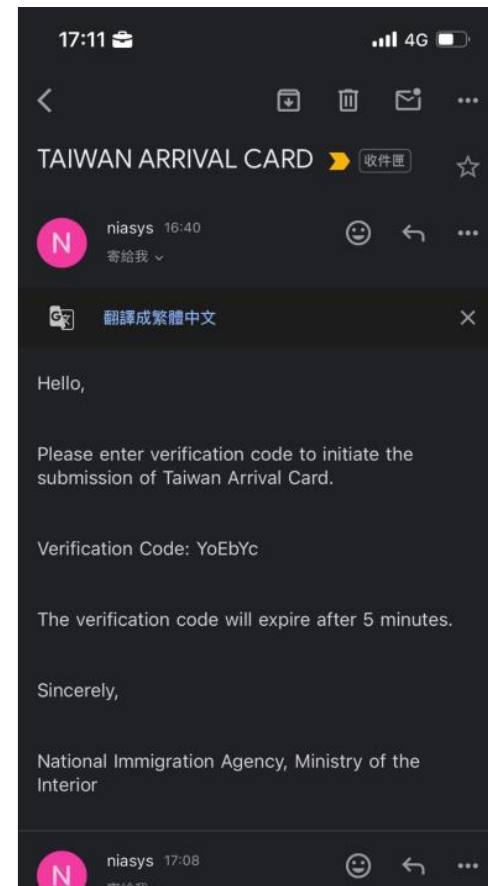 17:11
4G
TAIWAN ARRIVAL CARD
收件匣
N
niasys 16:40
寄給我
翻譯成繁體中文
Hello,
Please enter verification code to initiate the
submission of Taiwan Arrival Card.
Verification Code: YoEbYc
The verification code will expire after 5 minutes.
Sincerely,
National Immigration Agency, Ministry of the
Interior
N
niasys 17:08